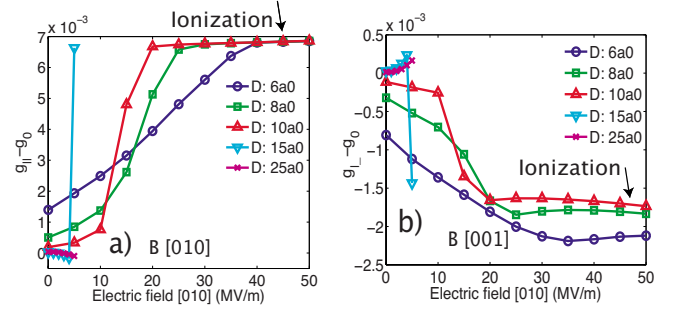 x 10⁻³
Ionization
7
6
5
4
3
2
1
0
g||−g0
D: 6a0
D: 8a0
D: 10a0
D: 15a0
D: 25a0
a)
B [010]
0 10 20 30 40 50
Electric field [010] (MV/m)
x 10⁻³
0.5
0
−0.5
−1
−1.5
−2
−2.5
g⊥−g0
D: 6a0
D: 8a0
D: 10a0
D: 15a0
D: 25a0
Ionization
b)
B [001]
0 10 20 30 40 50
Electric field [010] (MV/m)